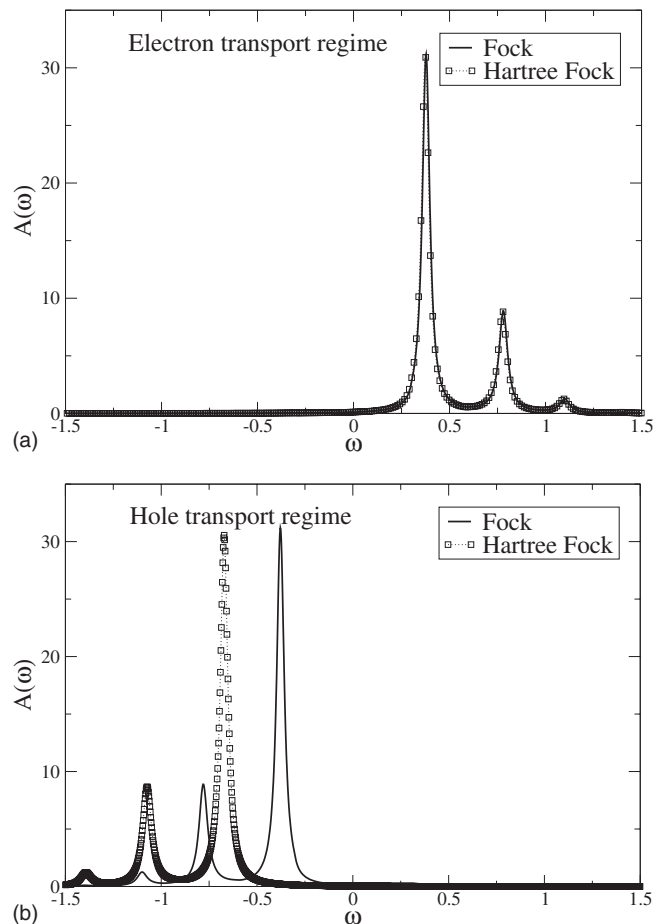 Electron transport regime
Fock
Hartree Fock
30
20
10
0
A(ω)
-1.5 -1 -0.5 0 0.5 1 1.5
ω
(a)
Hole transport regime
Fock
Hartree Fock
30
20
10
0
A(ω)
-1.5 -1 -0.5 0 0.5 1 1.5
ω
(b)